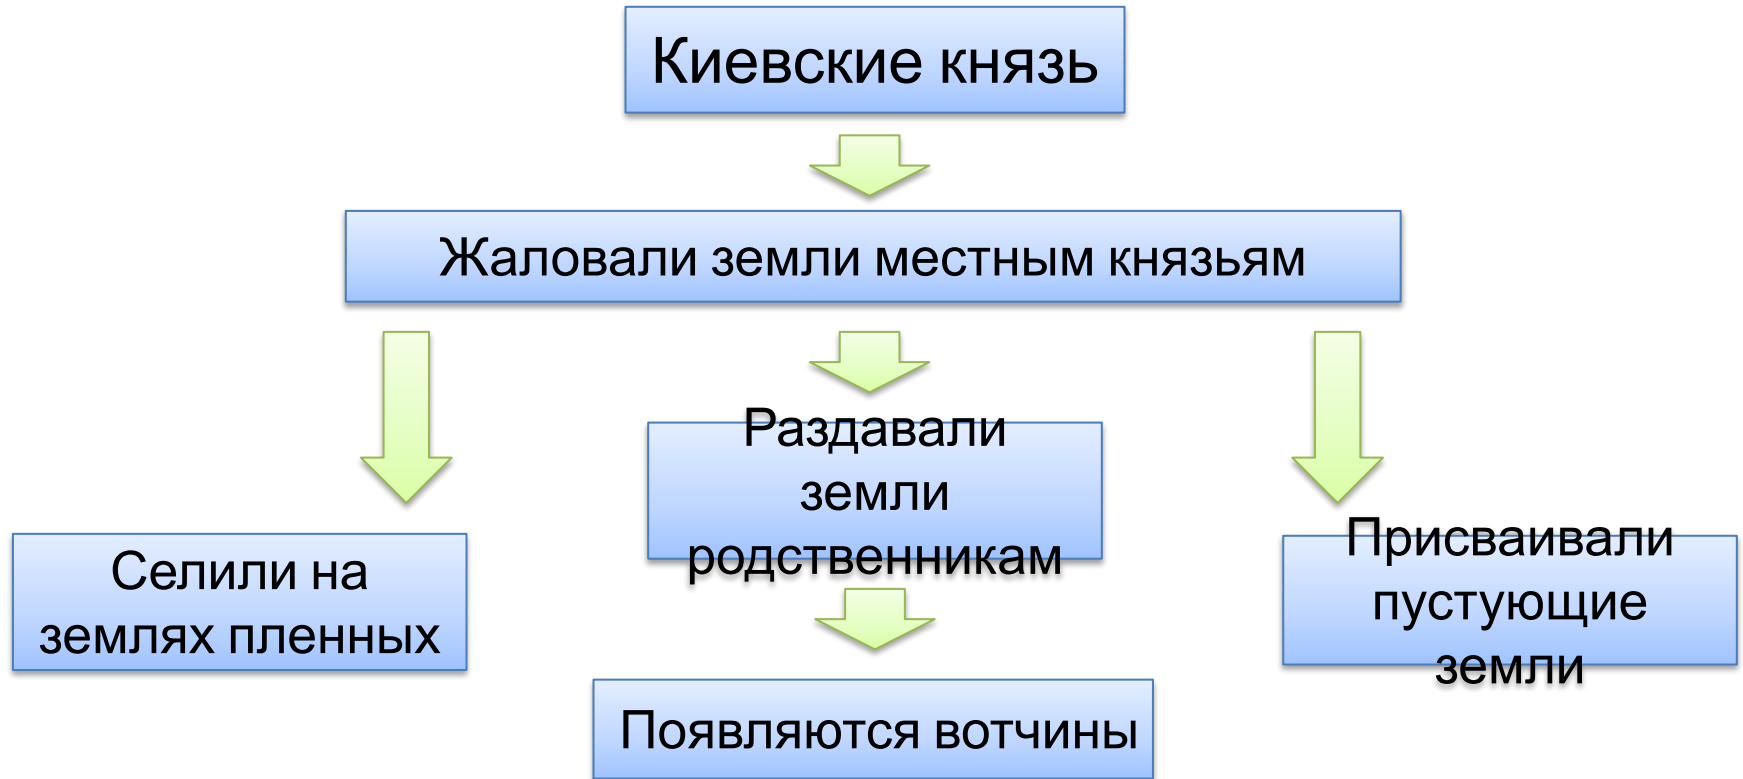 Киевские князь
Жаловали земли местным князьям
Селили на
землях пленных
Раздавали
земли
родственникам
Присваивали
пустующие
земли
Появляются вотчины